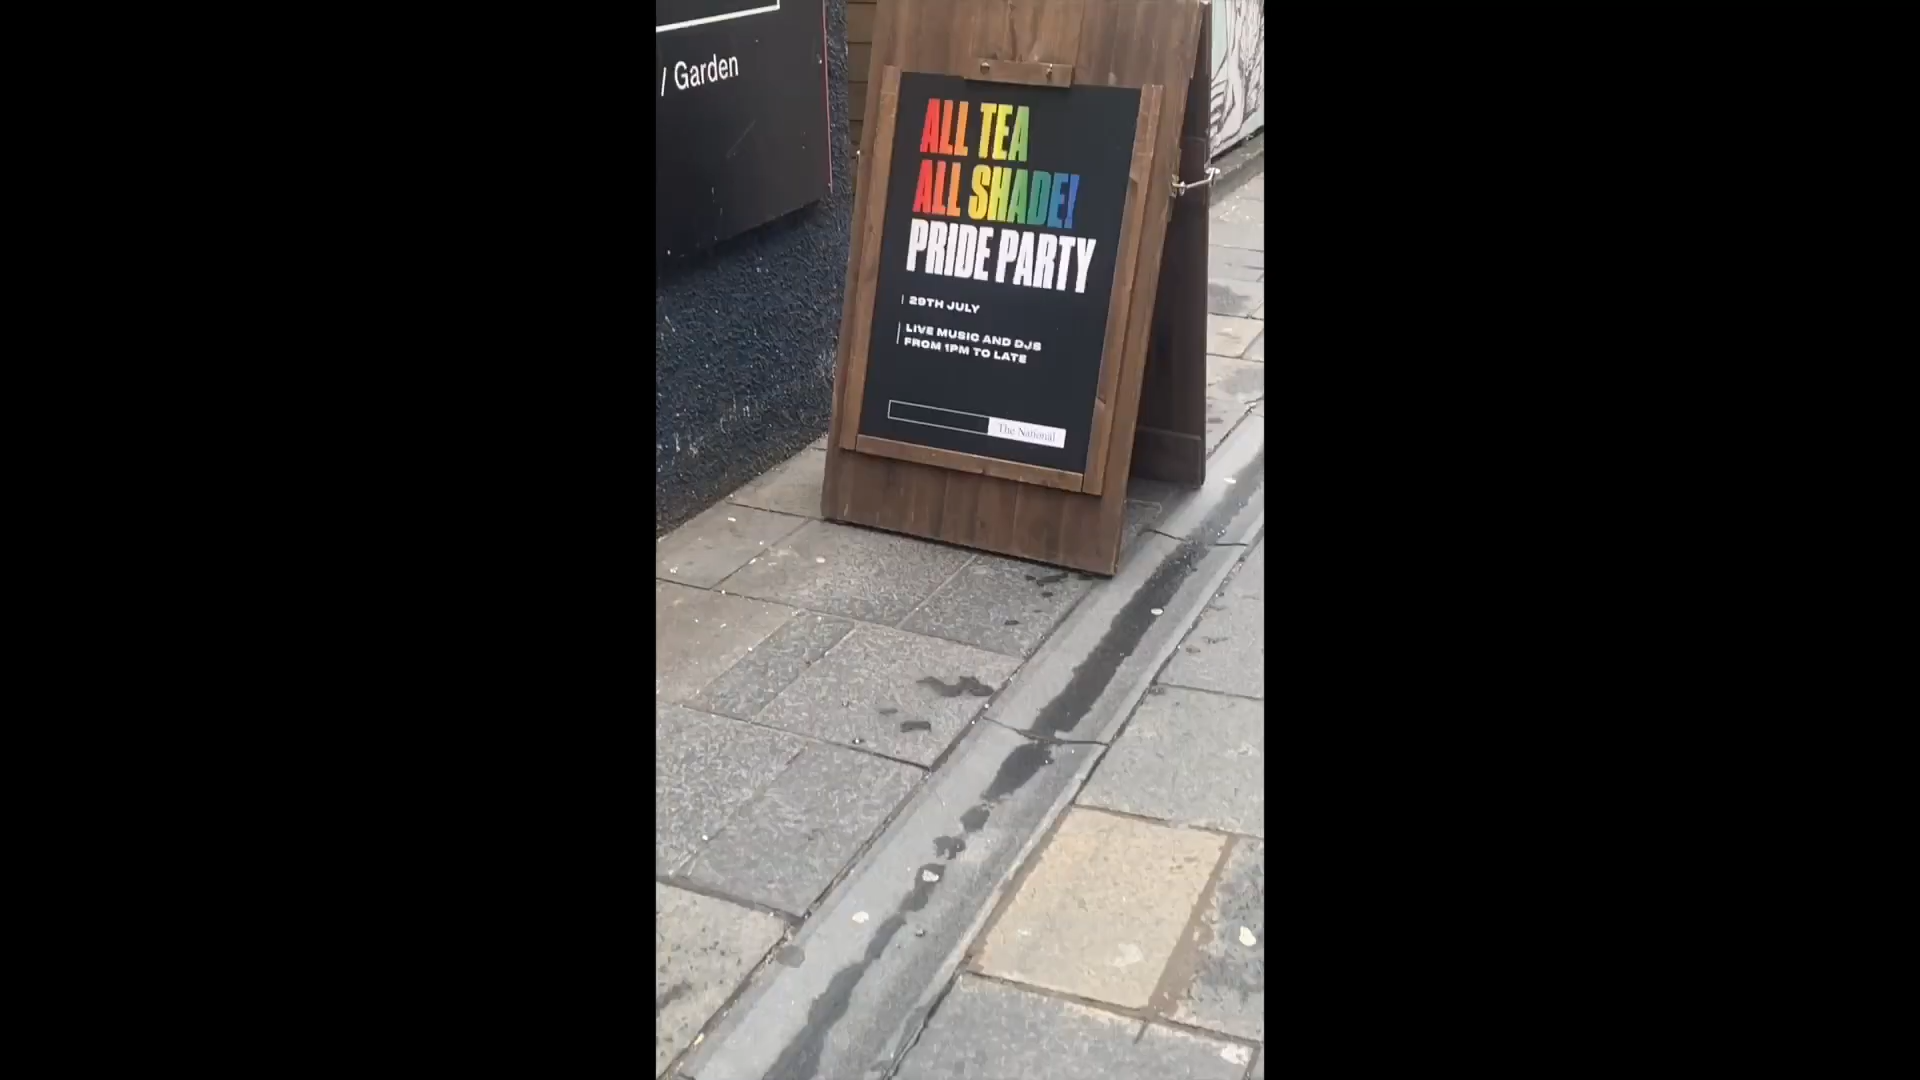 / Garden
ALL TEA
ALL SHADE!
PRIDE PARTY
29TH JULY
LIVE MUSIC AND DJS
FROM 1PM TO LATE
The National